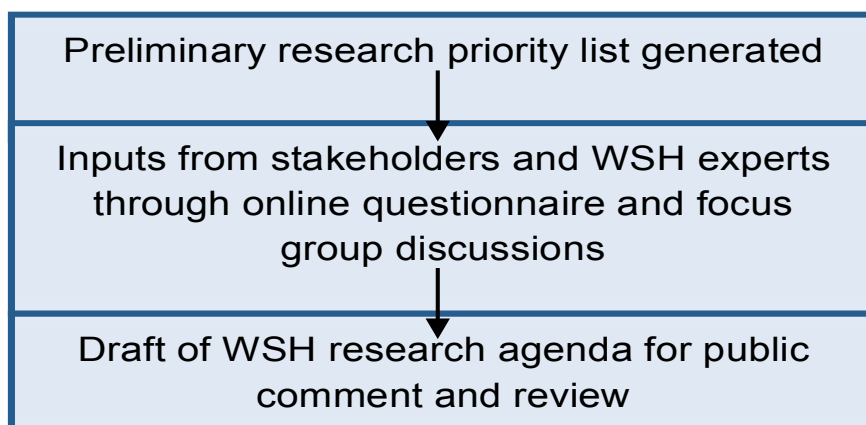 Preliminary research priority list generated
Inputs from stakeholders and WSH experts
through online questionnaire and focus
group discussions
Draft of WSH research agenda for public
comment and review